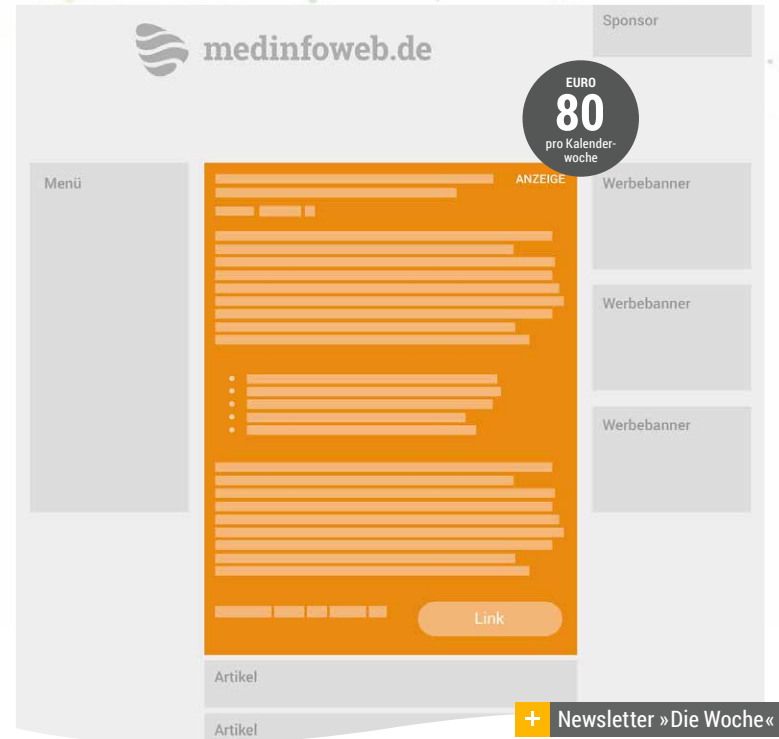 Sponsor
medinfoweb.de
EURO
80
pro Kalender-
woche
Menü
ANZEIGE
Werbebanner
Werbebanner
Werbebanner
Link
Artikel
Artikel
+ Newsletter »Die Woche«